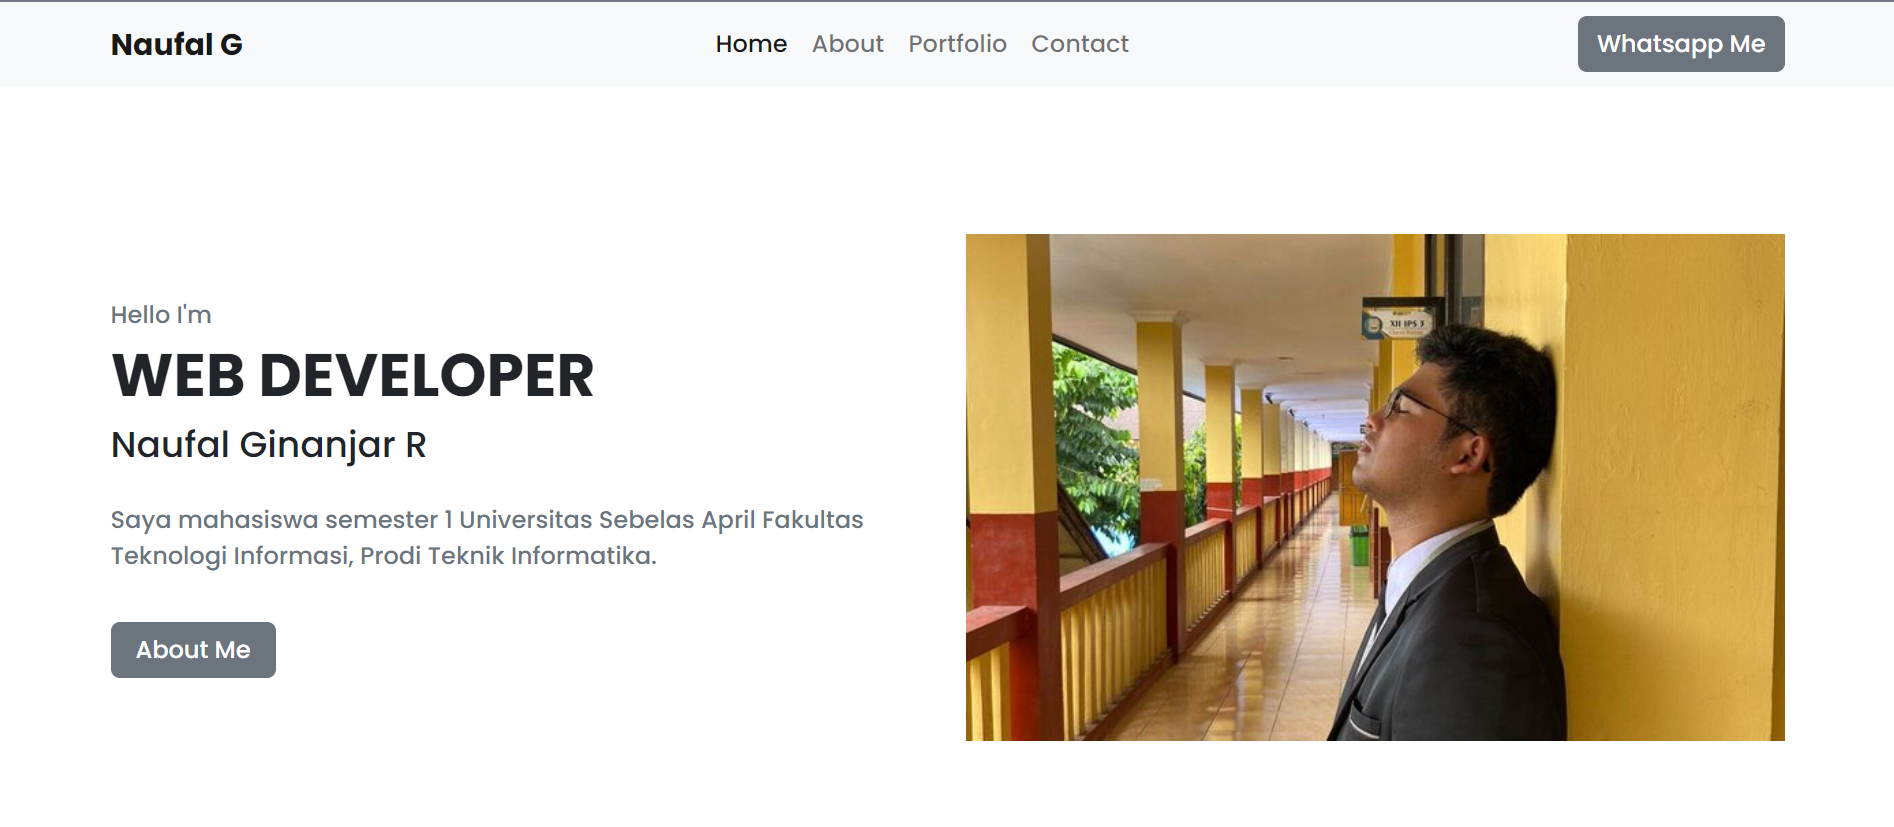 Naufal G
Home About Portfolio Contact
Whatsapp Me
Hello I'm
WEB DEVELOPER
Naufal Ginanjar R
Saya mahasiswa semester 1 Universitas Sebelas April Fakultas
Teknologi Informasi, Prodi Teknik Informatika.
About Me
XII IPS 3